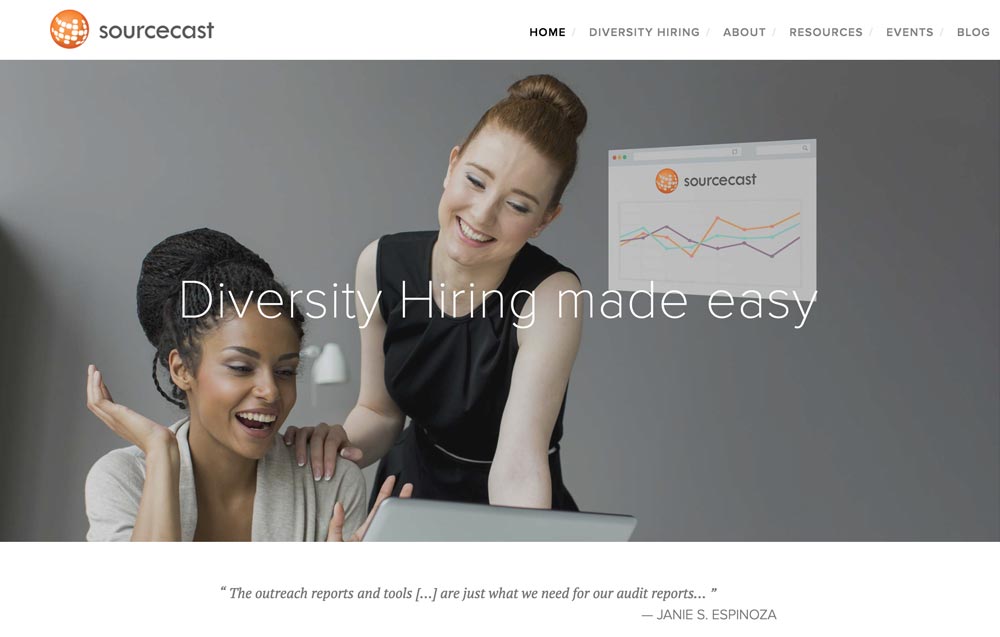 sourcecast
HOME / DIVERSITY HIRING / ABOUT / RESOURCES / EVENTS / BLOG
sourcecast
Diversity Hiring made easy
“ The outreach reports and tools [...] are just what we need for our audit reports... ”
— JANIE S. ESPINOZA